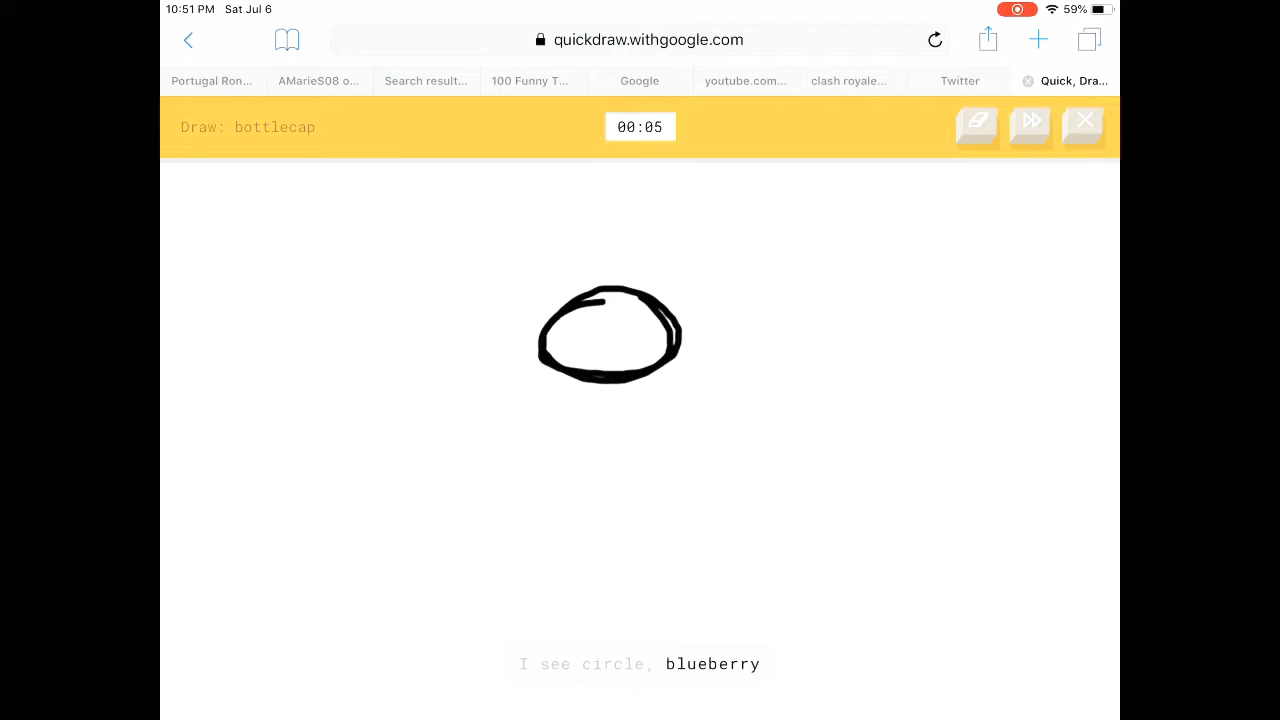 10:51 PM Sat Jul 6 59%
quickdraw.withgoogle.com
Portugal Ron... AMarieS08 o... Search result... 100 Funny T... Google youtube.com... clash royale... Twitter Quick, Dra...
Draw: bottlecap 00:05
I see circle, blueberry